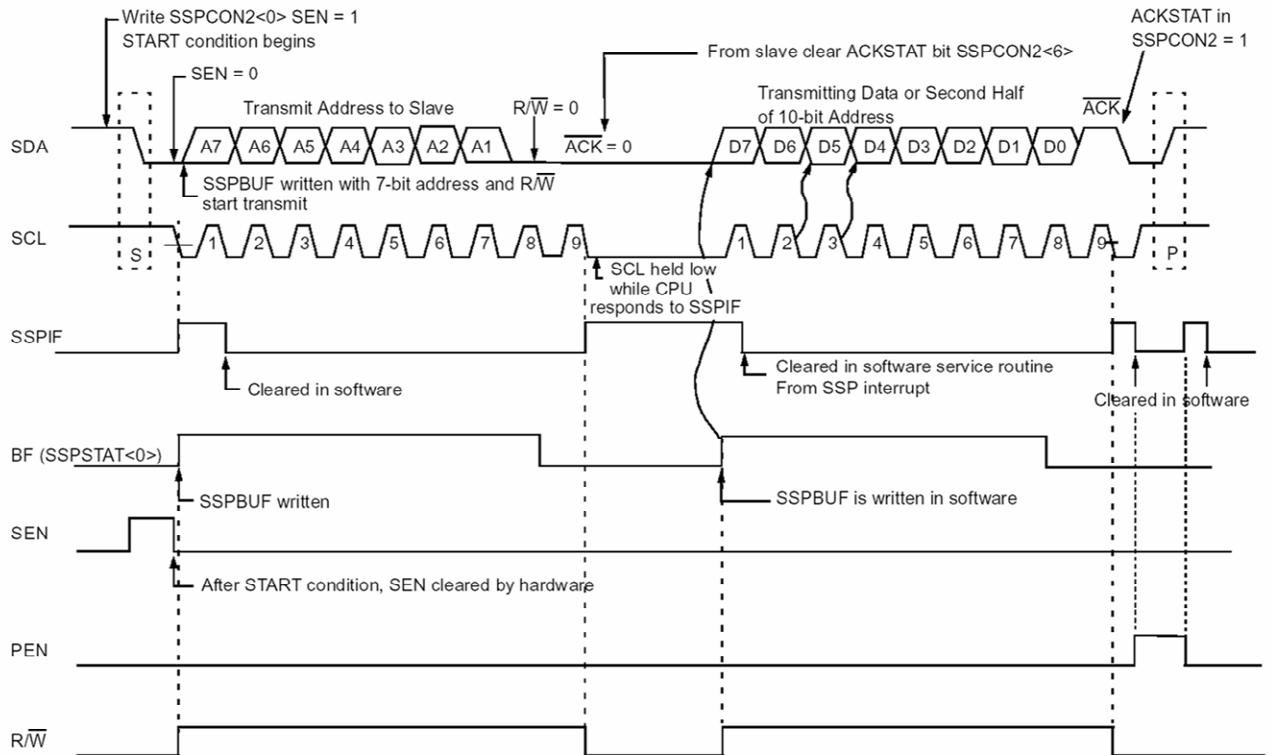 Write SSPCON2<0> SEN = 1
START condition begins
ACKSTAT in
SSPCON2 = 1
From slave clear ACKSTAT bit SSPCON2<6>
SEN = 0
Transmit Address to Slave
R/W̅ = 0
Transmitting Data or Second Half
of 10-bit Address
A̅C̅K̅
SDA
A7 A6 A5 A4 A3 A2 A1
A̅C̅K̅ = 0
D7 D6 D5 D4 D3 D2 D1 D0
SSPBUF written with 7-bit address and R/W̅
start transmit
SCL
S
1 2 3 4 5 6 7 8 9
1 2 3 4 5 6 7 8 9
P
SCL held low
while CPU
responds to SSPIF
SSPIF
Cleared in software
Cleared in software service routine
From SSP interrupt
Cleared in software
BF (SSPSTAT<0>)
SSPBUF written
SSPBUF is written in software
SEN
After START condition, SEN cleared by hardware
PEN
R/W̅